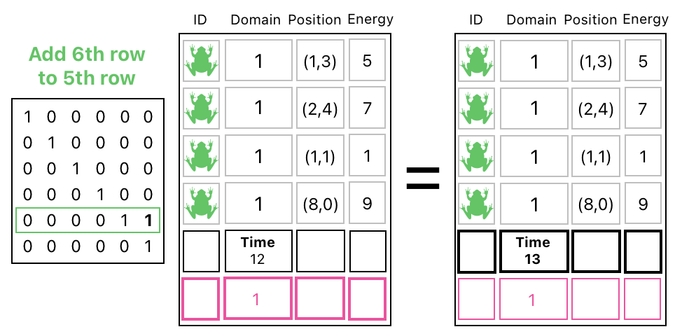 ID Domain Position Energy ID Domain Position Energy
Add 6th row
to 5th row
1 (1,3) 5 1 (1,3) 5
1 0 0 0 0 0 1 (2,4) 7 1 (2,4) 7
0 1 0 0 0 0
0 0 1 0 0 0 1 (1,1) 1 = 1 (1,1) 1
0 0 0 1 0 0 1 (8,0) 9 1 (8,0) 9
0 0 0 0 1 1
0 0 0 0 0 1 Time Time
12 13
1 1